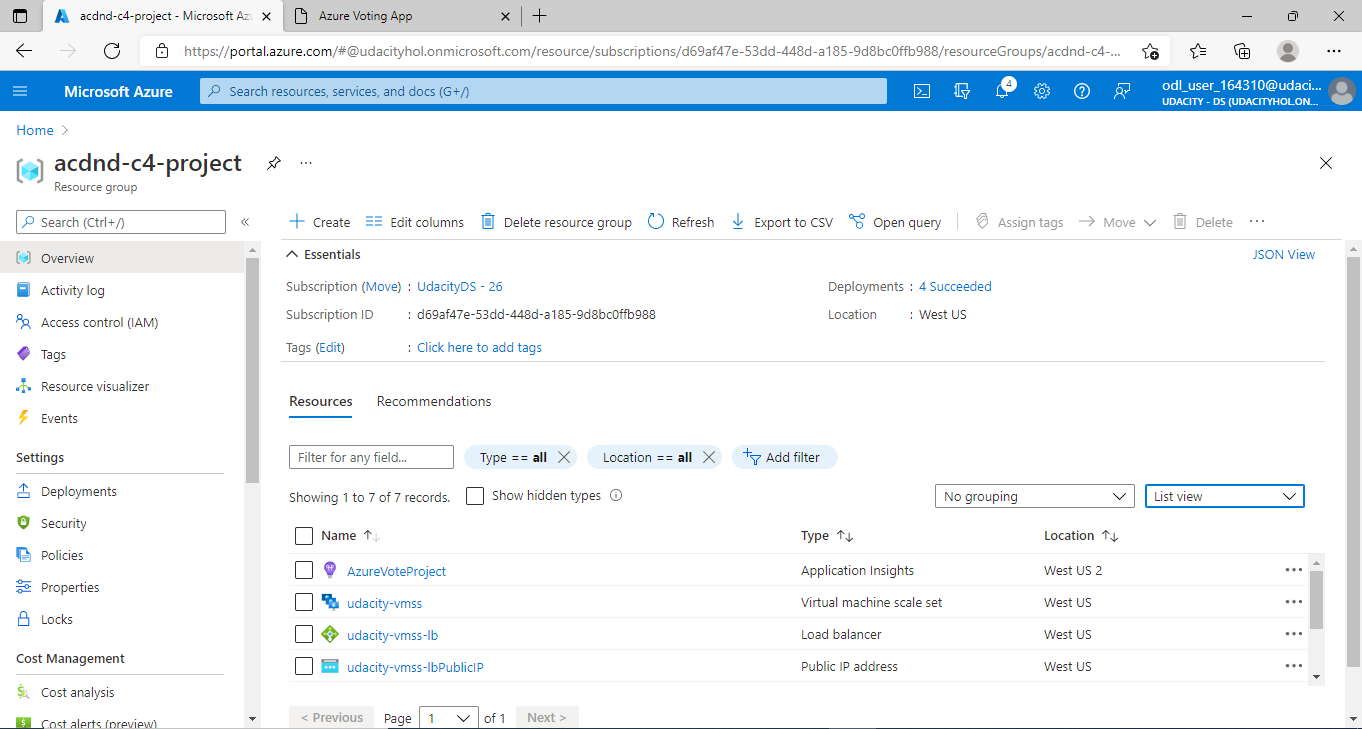 acdnd-c4-project - Microsoft Az
Azure Voting App
https://portal.azure.com/#@udacityhol.onmicrosoft.com/resource/subscriptions/d69af47e-53dd-448d-a185-9d8bc0ffb988/resourceGroups/acdnd-c4-...
Microsoft Azure
Search resources, services, and docs (G+/)
4
odl_user_164310@udaci...
UDACITY - DS (UDACITYHOL.ON...
Home
acdnd-c4-project
Resource group
Search (Ctrl+/)
Overview
Activity log
Access control (IAM)
Tags
Resource visualizer
Events
Settings
Deployments
Security
Policies
Properties
Locks
Cost Management
Cost analysis
Cost alerts (preview)
Create Edit columns Delete resource group Refresh Export to CSV Open query Assign tags Move Delete
Essentials JSON View
Subscription (Move) : UdacityDS - 26 Deployments : 4 Succeeded
Subscription ID : d69af47e-53dd-448d-a185-9d8bc0ffb988 Location : West US
Tags (Edit) : Click here to add tags
Resources Recommendations
Filter for any field... Type == all Location == all Add filter
Showing 1 to 7 of 7 records. Show hidden types No grouping List view
Name Type Location
AzureVoteProject Application Insights West US 2
udacity-vmss Virtual machine scale set West US
udacity-vmss-lb Load balancer West US
udacity-vmss-lbPublicIP Public IP address West US
< Previous Page 1 of 1 Next >